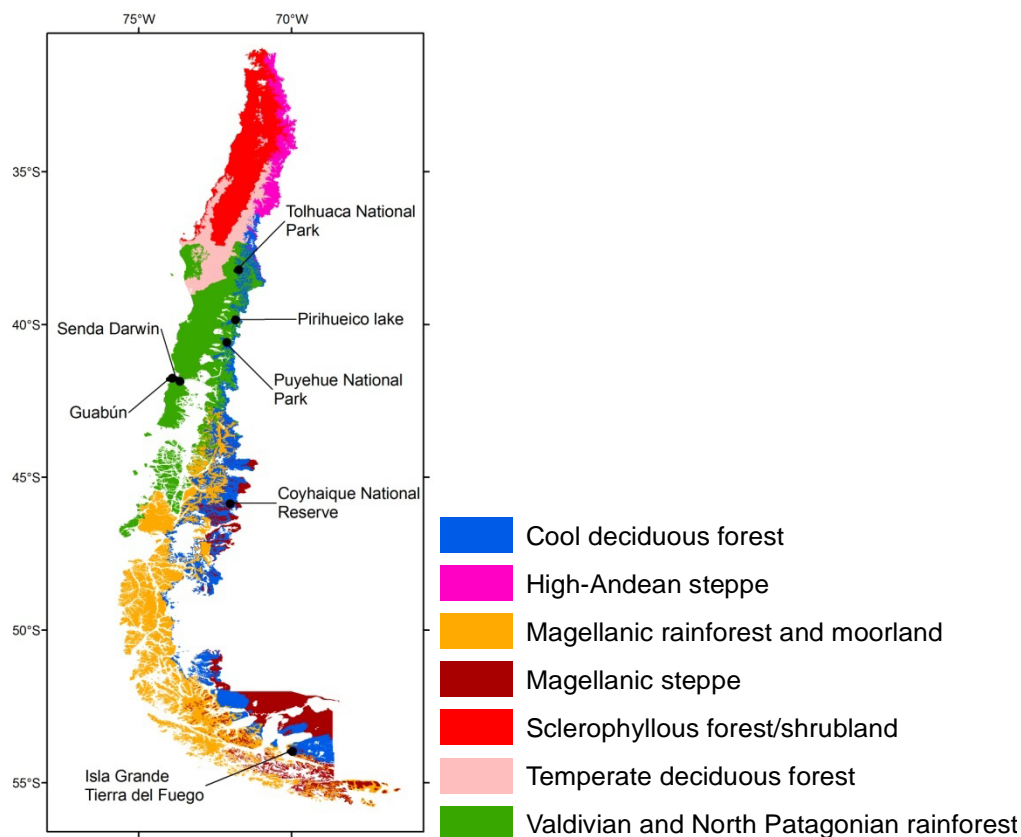 75°W 70°W
35°S
Tolhuaca National
Park
40°S
Senda Darwin
Pirihueico lake
Puyehue National
Park
Guabún
45°S
Coyhaique National
Reserve
50°S
Isla Grande
Tierra del Fuego
55°S
Cool deciduous forest
High-Andean steppe
Magellanic rainforest and moorland
Magellanic steppe
Sclerophyllous forest/shrubland
Temperate deciduous forest
Valdivian and North Patagonian rainforest